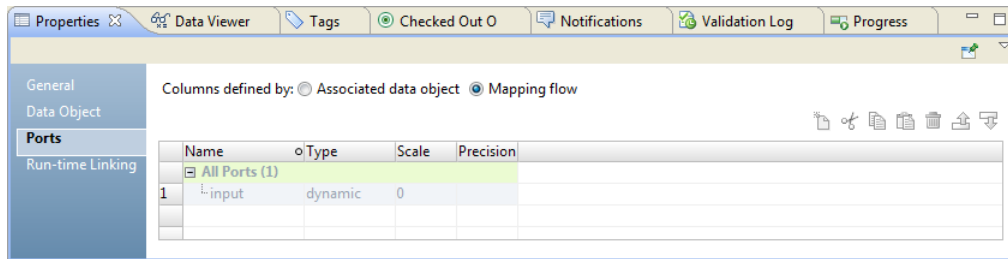 Properties Data Viewer Tags Checked Out O Notifications Validation Log Progress
General
Data Object
Ports
Run-time Linking
Columns defined by: Associated data object Mapping flow
Name Type Scale Precision
All Ports (1)
1 input dynamic 0